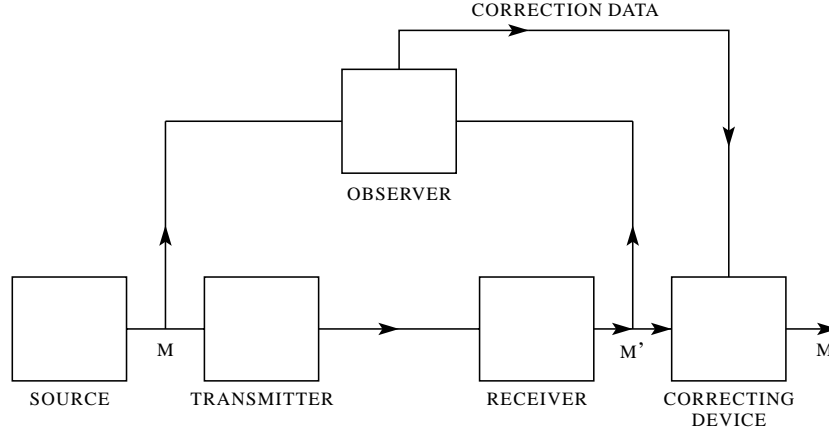 CORRECTION DATA
OBSERVER
M
M'
M
SOURCE
TRANSMITTER
RECEIVER
CORRECTING
DEVICE